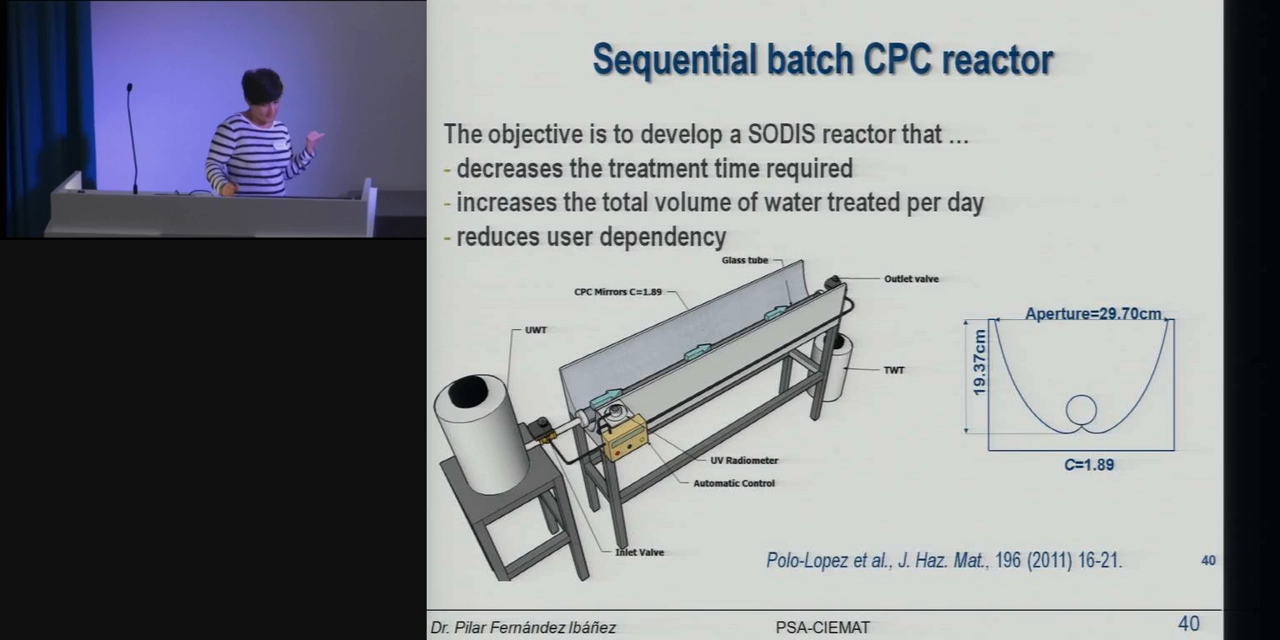 Sequential batch CPC reactor
The objective is to develop a SODIS reactor that ...
- decreases the treatment time required
- increases the total volume of water treated per day
- reduces user dependency
Glass tube
CPC Mirrors C=1.89
Outlet valve
UWT
TWT
UV Radiometer
Automatic Control
Inlet Valve
Aperture=29.70cm
19.37cm
C=1.89
Polo-Lopez et al., J. Haz. Mat., 196 (2011) 16-21.
40
Dr. Pilar Fernández Ibáñez
PSA-CIEMAT
40